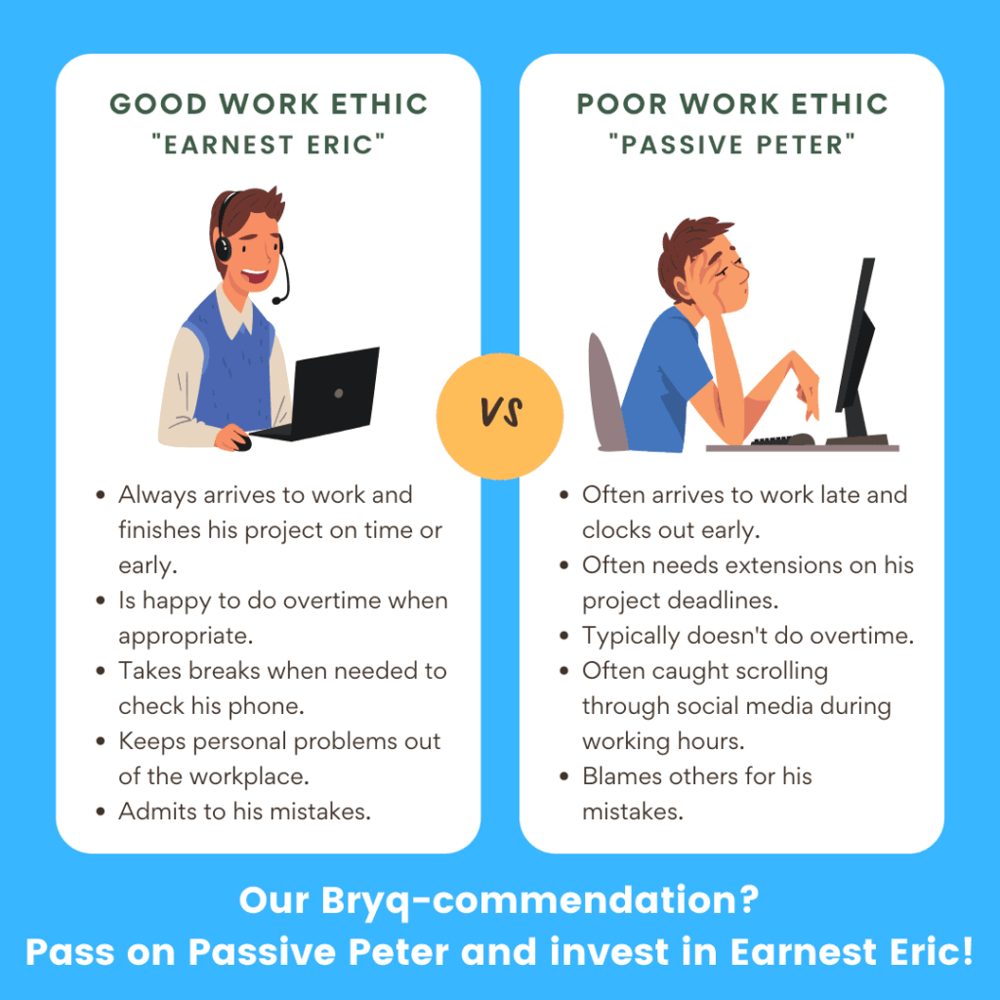 GOOD WORK ETHIC
"EARNEST ERIC"
• Always arrives to work and
finishes his project on time or
early.
• Is happy to do overtime when
appropriate.
• Takes breaks when needed to
check his phone.
• Keeps personal problems out
of the workplace.
• Admits to his mistakes.
VS
POOR WORK ETHIC
"PASSIVE PETER"
• Often arrives to work late and
clocks out early.
• Often needs extensions on his
project deadlines.
• Typically doesn't do overtime.
• Often caught scrolling
through social media during
working hours.
• Blames others for his
mistakes.
Our Bryq-commendation?
Pass on Passive Peter and invest in Earnest Eric!